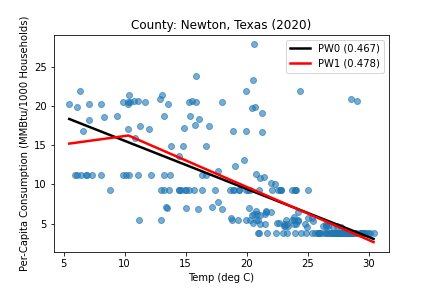 County: Newton, Texas (2020)
PW0 (0.467)
PW1 (0.478)
Per-Capita Consumption (MMBtu/1000 Households)
25
20
15
10
5
5 10 15 20 25 30
Temp (deg C)